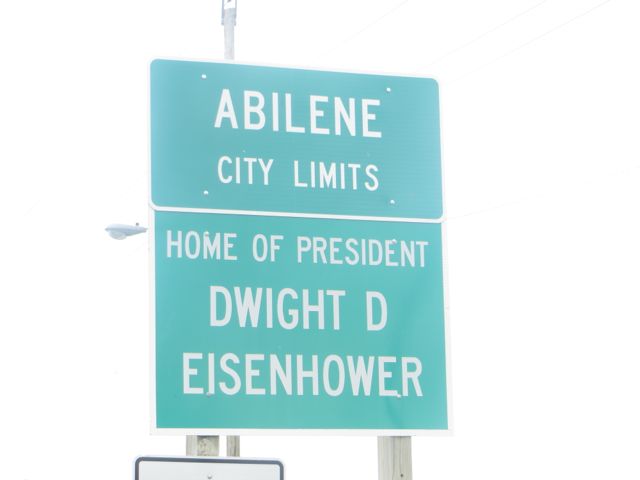 ABILENE
CITY LIMITS
HOME OF PRESIDENT
DWIGHT D
EISENHOWER